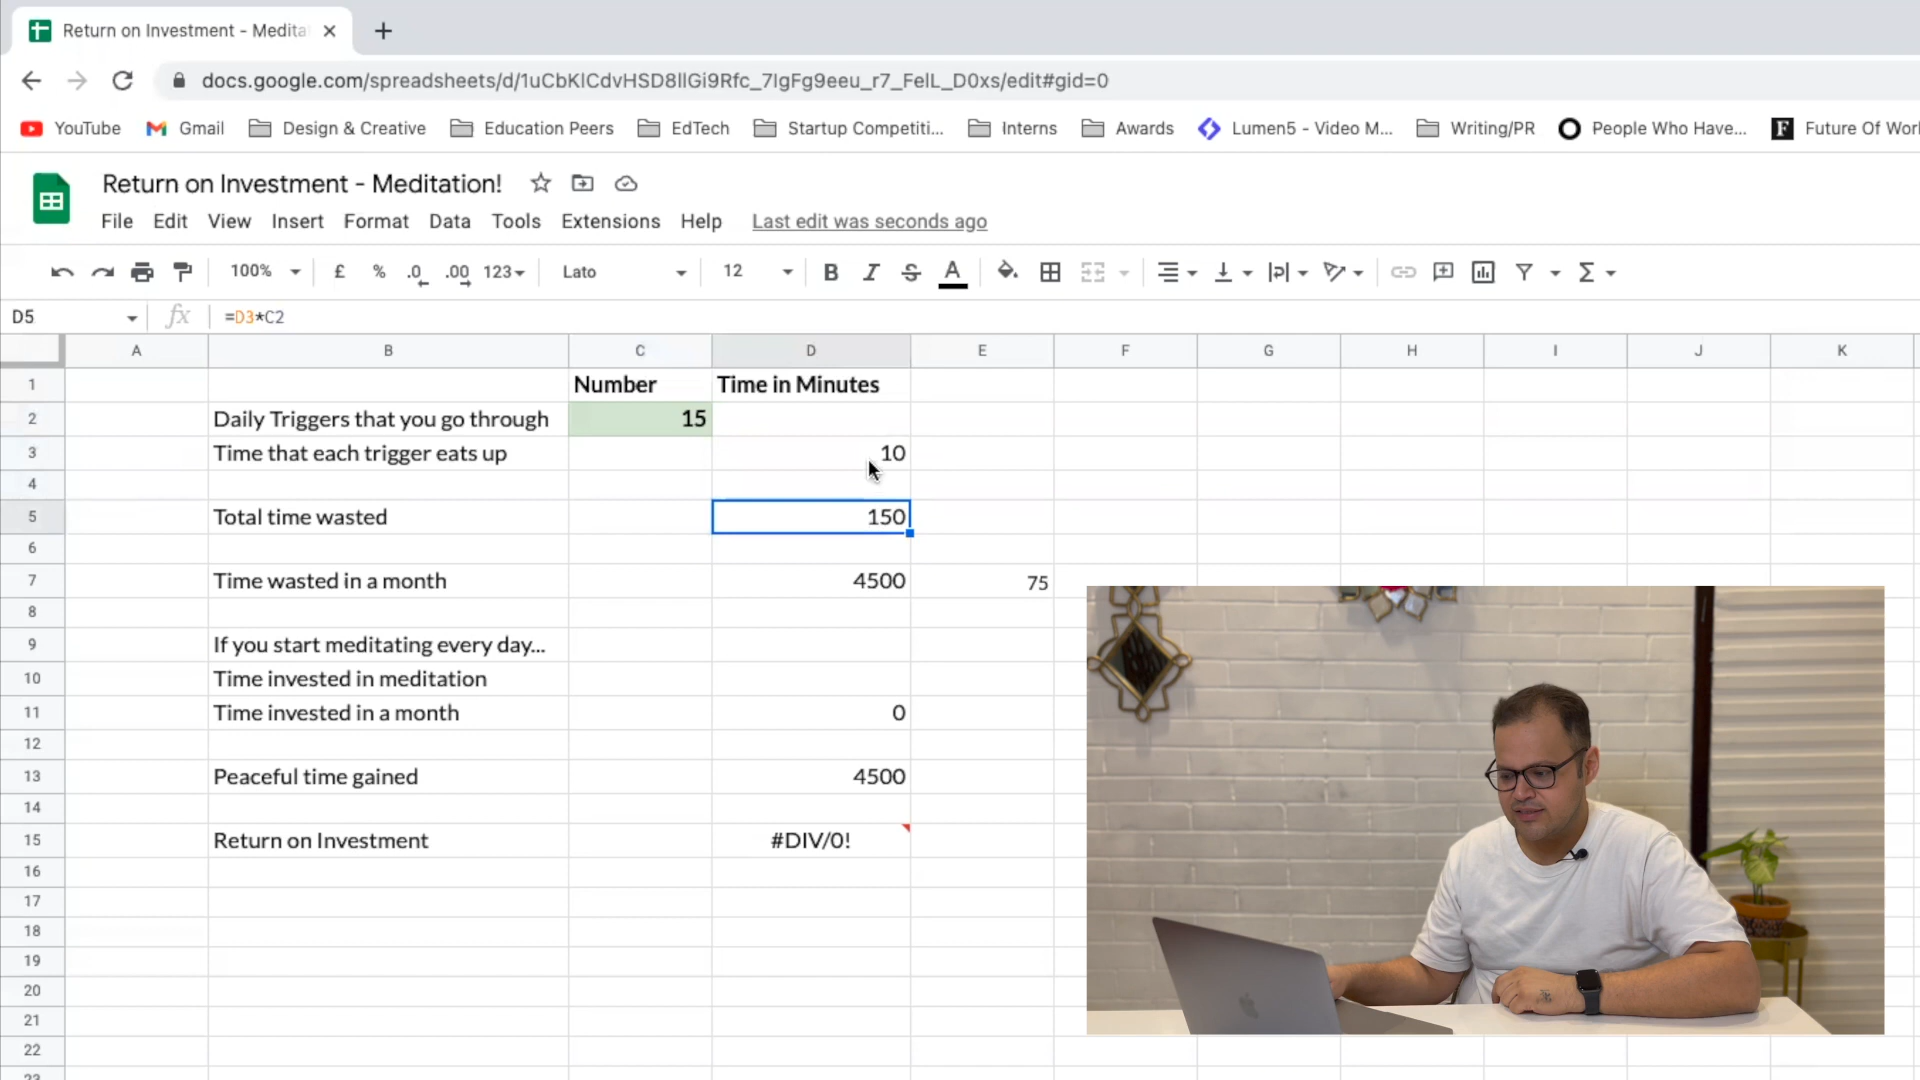 Return on Investment - Medita
docs.google.com/spreadsheets/d/1uCbKlCdvHSD8llGi9Rfc_7lgFg9eeu_r7_FelL_D0xs/edit#gid=0
YouTube Gmail Design & Creative Education Peers EdTech Startup Competiti... Interns Awards Lumen5 - Video M... Writing/PR People Who Have... F Future Of Worl
Return on Investment - Meditation!
File Edit View Insert Format Data Tools Extensions Help Last edit was seconds ago
100% £ % .0 .00 123 Lato 12 B I S A Σ
D5 fx =D3*C2
A B C D E F G H I J K
1 Number Time in Minutes
2 Daily Triggers that you go through 15
3 Time that each trigger eats up 10
4
5 Total time wasted 150
6
7 Time wasted in a month 4500 75
8
9 If you start meditating every day...
10 Time invested in meditation
11 Time invested in a month 0
12
13 Peaceful time gained 4500
14
15 Return on Investment #DIV/0!
16
17
18
19
20
21
22
23